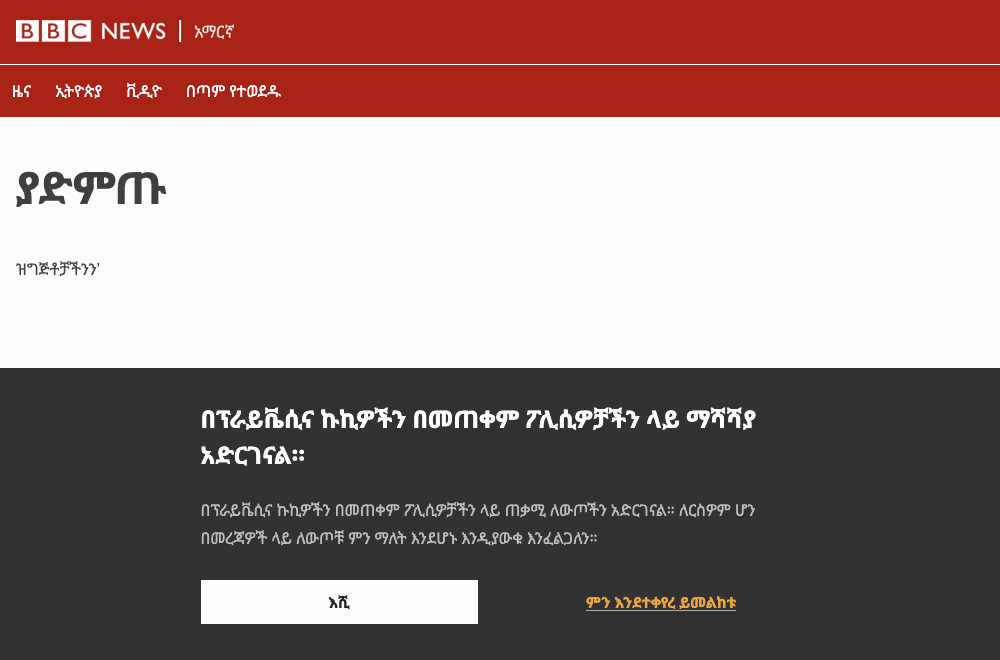 BBC NEWS | አማርኛ
ዜና ኢትዮጵያ ቪዲዮ በጣም የተወደዱ
ያድምጡ
ዝግጅቶቻችንን'
በፕራይቬሲና ኩኪዎችን በመጠቀም ፖሊሲዎቻችን ላይ ማሻሻያ
አድርገናል።
በፕራይቬሲና ኩኪዎችን በመጠቀም ፖሊሲዎቻችን ላይ ጠቃሚ ለውጦችን አድርገናል። ለርስዎም ሆን
በመረጃዎች ላይ ለውጦቹ ምን ማለት እንደሆኑ እንዲያውቁ እንፈልጋለን።
እሺ ምን እንደተቀየረ ይመልከቱ